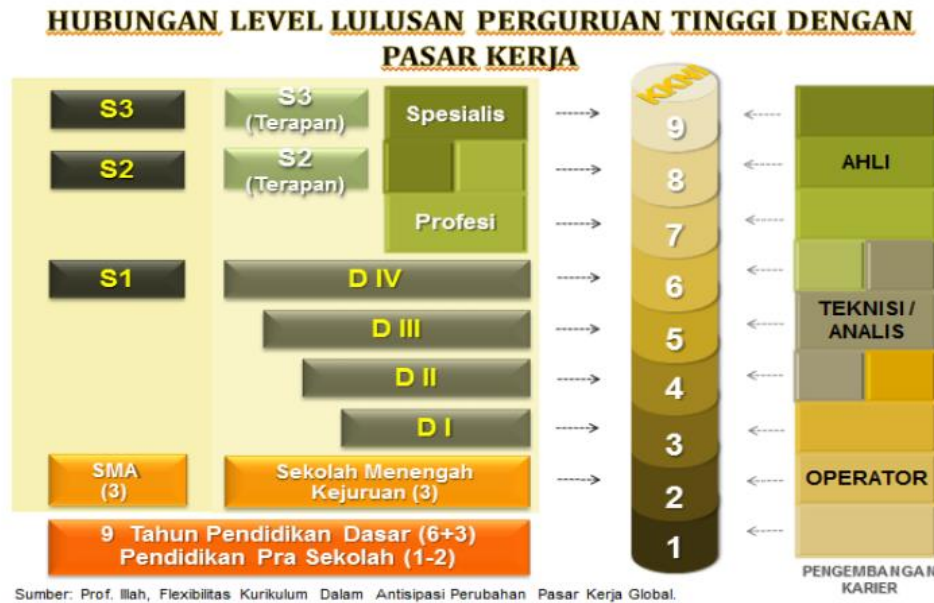 HUBUNGAN LEVEL LULUSAN PERGURUAN TINGGI DENGAN
PASAR KERJA
S3
S3
(Terapan)
Spesialis
S2
S2
(Terapan)
Profesi
S1
D IV
D III
D II
D I
SMA
(3)
Sekolah Menengah
Kejuruan (3)
9 Tahun Pendidikan Dasar (6+3)
Pendidikan Pra Sekolah (1-2)
KKNI
9
8
7
6
5
4
3
2
1
AHLI
TEKNISI /
ANALIS
OPERATOR
PENGEMBANGAN
KARIER
Sumber: Prof. Illah, Flexibilitas Kurikulum Dalam Antisipasi Perubahan Pasar Kerja Global.